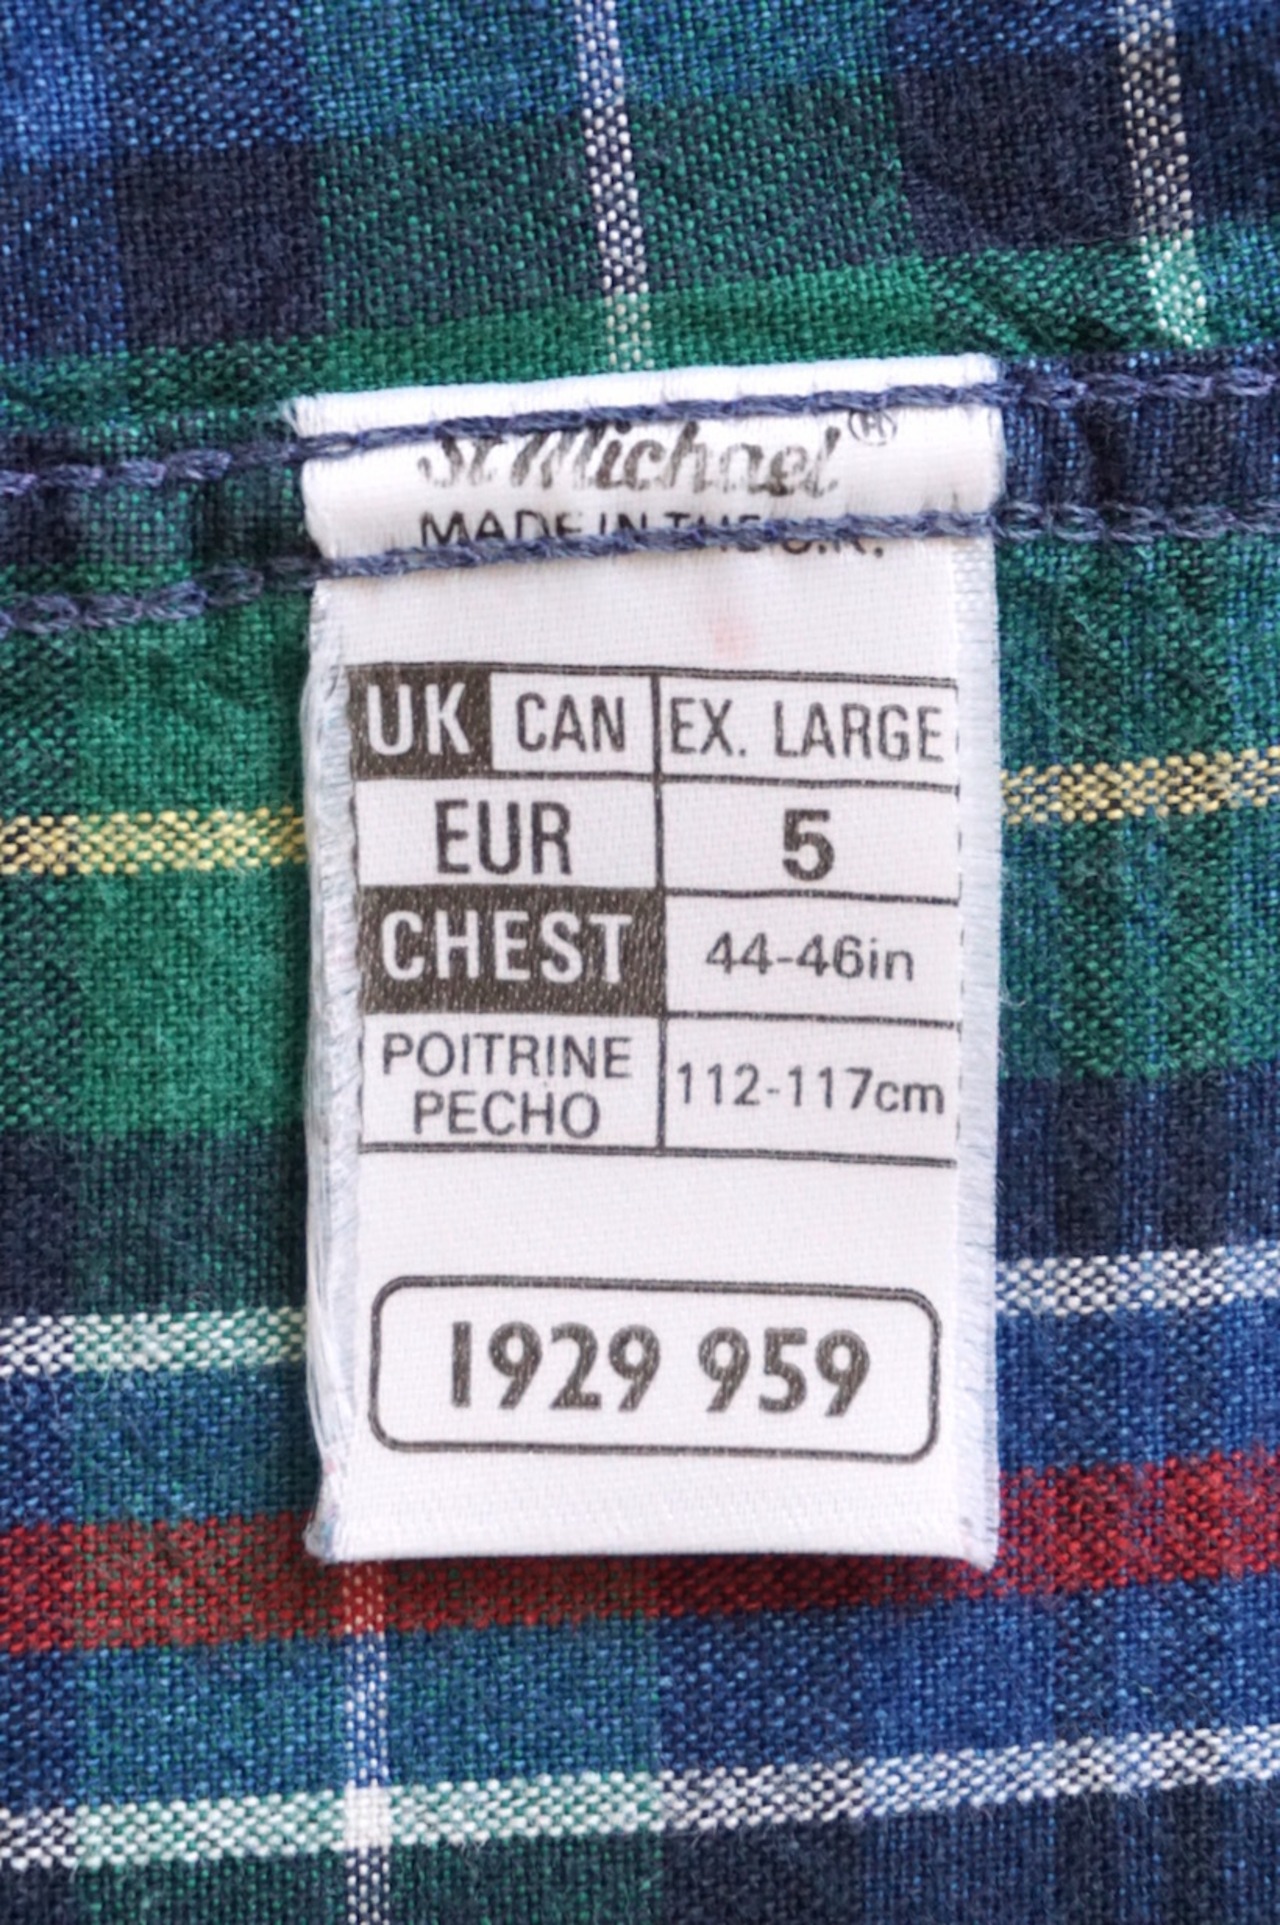 St Michael®
MADE IN THE U.K.
UK CAN EX. LARGE
EUR 5
CHEST 44-46in
POITRINE
PECHO 112-117cm
1929 959